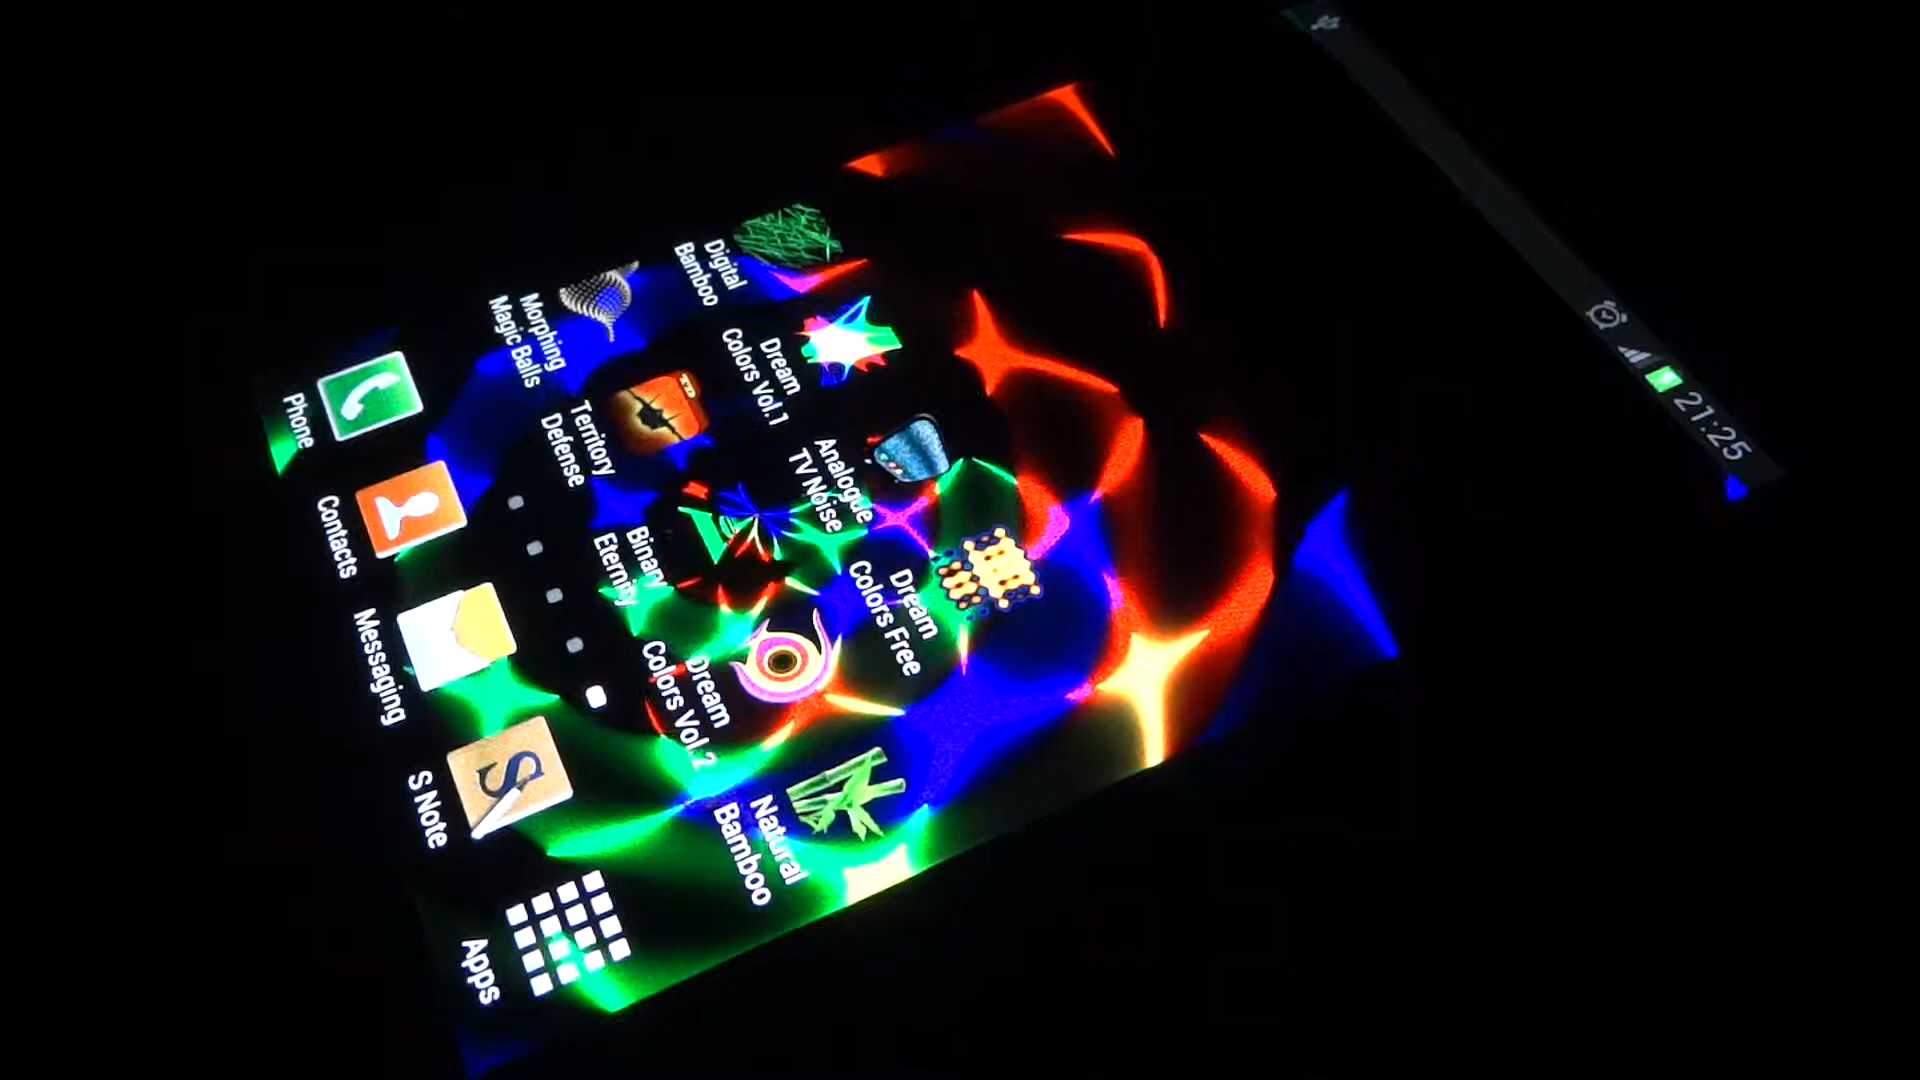 21:25
Digital
Bamboo
Dream
Colors Vol.1
Analogue
TV Noise
Dream
Colors Free
Morphing
Magic Balls
Territory
Defense
TD
Binary
Eternity
Dream
Colors Vol.2
Natural
Bamboo
Phone
Contacts
Messaging
S
S Note
Apps